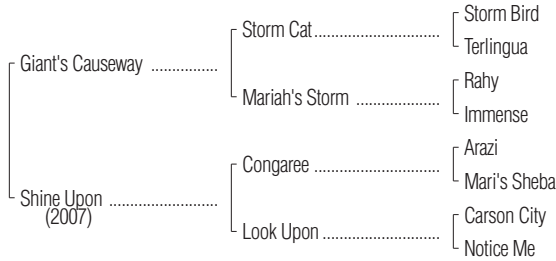 Storm Bird
Storm Cat
Terlingua
Giant's Causeway
Rahy
Mariah's Storm
Immense
Arazi
Congaree
Mari's Sheba
Shine Upon
(2007)
Carson City
Look Upon
Notice Me